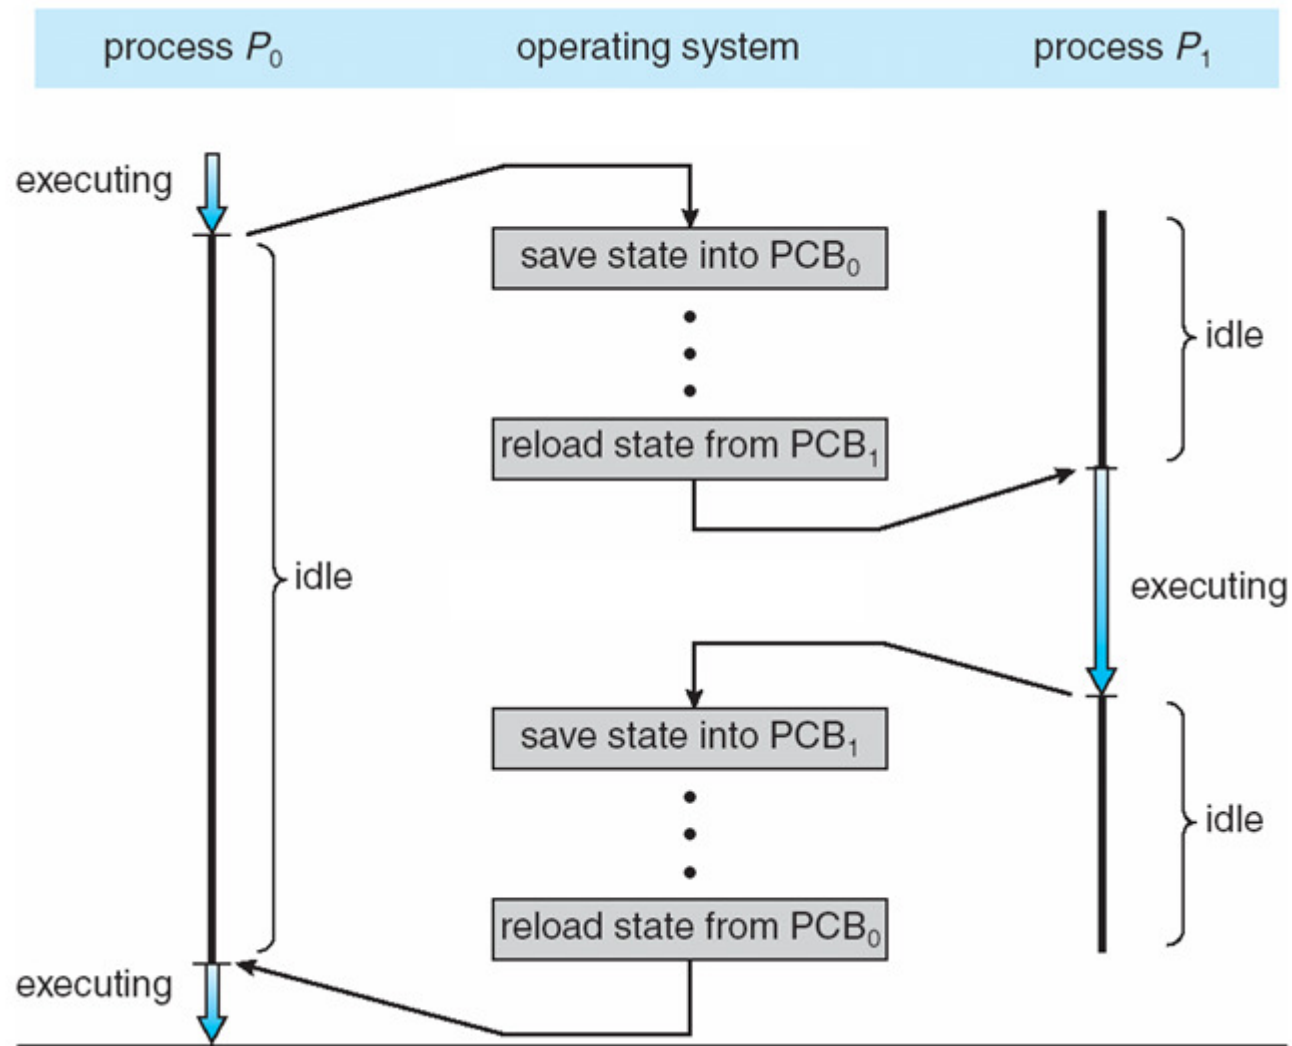 process P₀ operating system process P₁
executing
save state into PCB₀
idle
reload state from PCB₁
idle
executing
save state into PCB₁
idle
reload state from PCB₀
executing